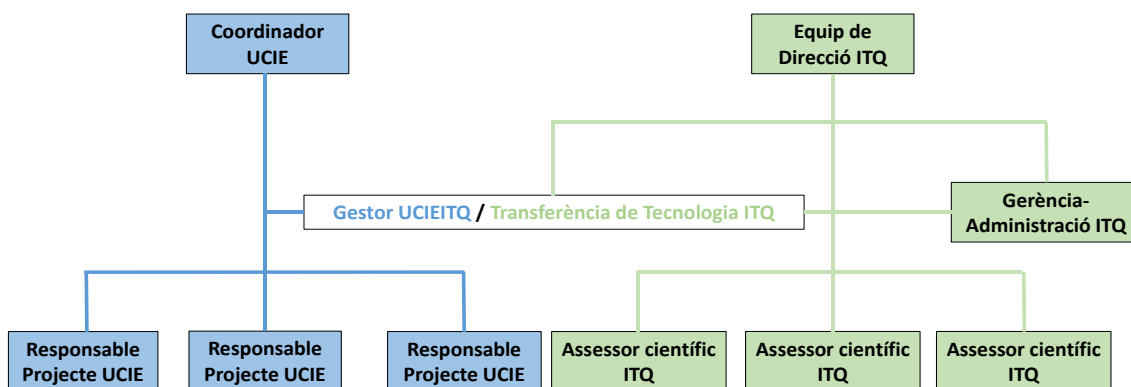 Coordinador
UCIE
Equip de
Direcció ITQ
Gestor UCIEITQ / Transferència de Tecnologia ITQ
Gerència-
Administració ITQ
Responsable
Projecte UCIE
Responsable
Projecte UCIE
Responsable
Projecte UCIE
Assessor científic
ITQ
Assessor científic
ITQ
Assessor científic
ITQ